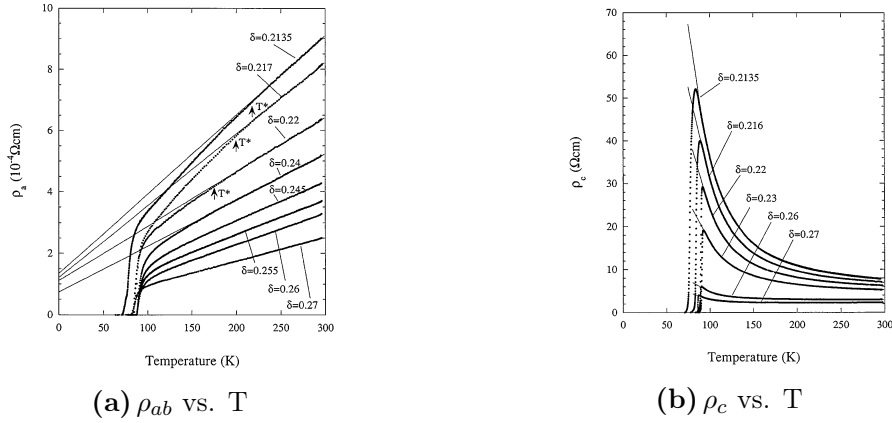 10
8
6
4
2
0
0
50
100
150
200
250
300
ρa (10⁻⁴Ωcm)
Temperature (K)
δ=0.2135
δ=0.217
T*
δ=0.22
T*
δ=0.24
T*
δ=0.245
δ=0.255
δ=0.26
δ=0.27
(a) ρab vs. T
70
60
50
40
30
20
10
0
0
50
100
150
200
250
300
ρc (Ωcm)
Temperature (K)
δ=0.2135
δ=0.216
δ=0.22
δ=0.23
δ=0.26
δ=0.27
(b) ρc vs. T